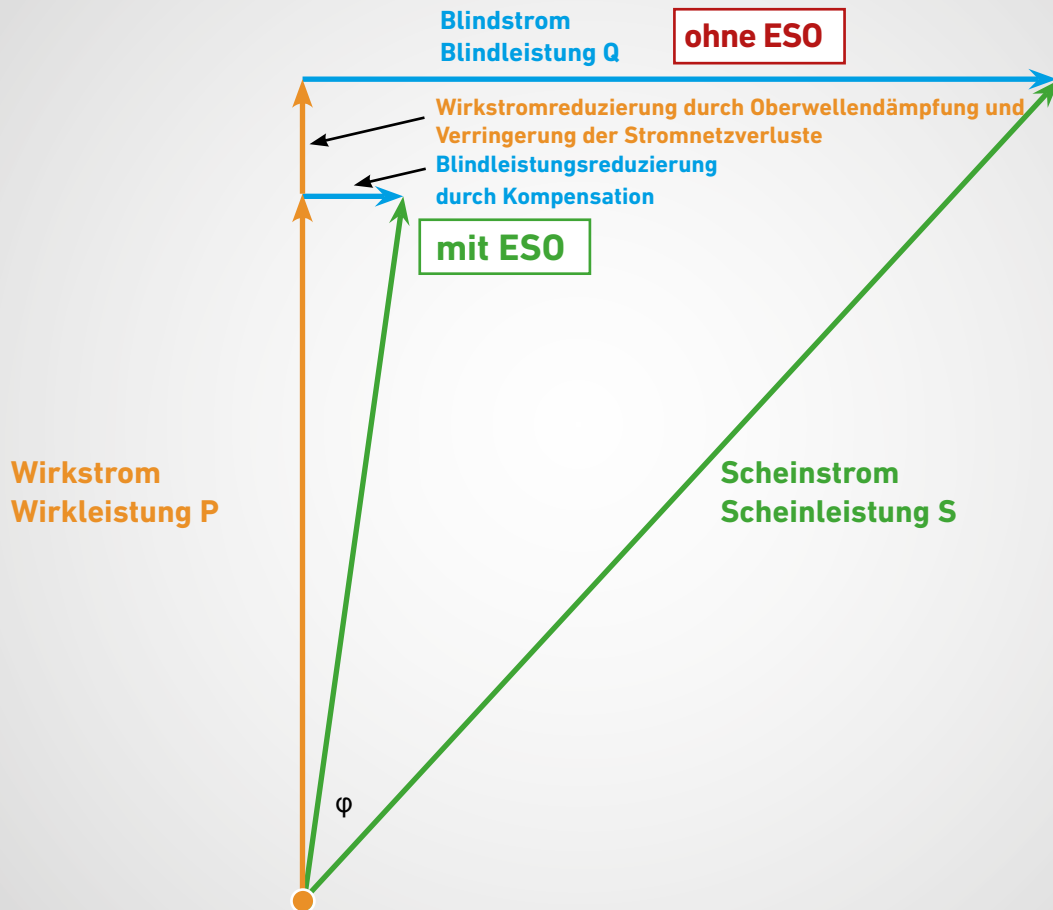 Blindstrom
Blindleistung Q
ohne ESO
Wirkstromreduzierung durch Oberwellendämpfung und
Verringerung der Stromnetzverluste
Blindleistungsreduzierung
durch Kompensation
mit ESO
Wirkstrom
Wirkleistung P
Scheinstrom
Scheinleistung S
φ